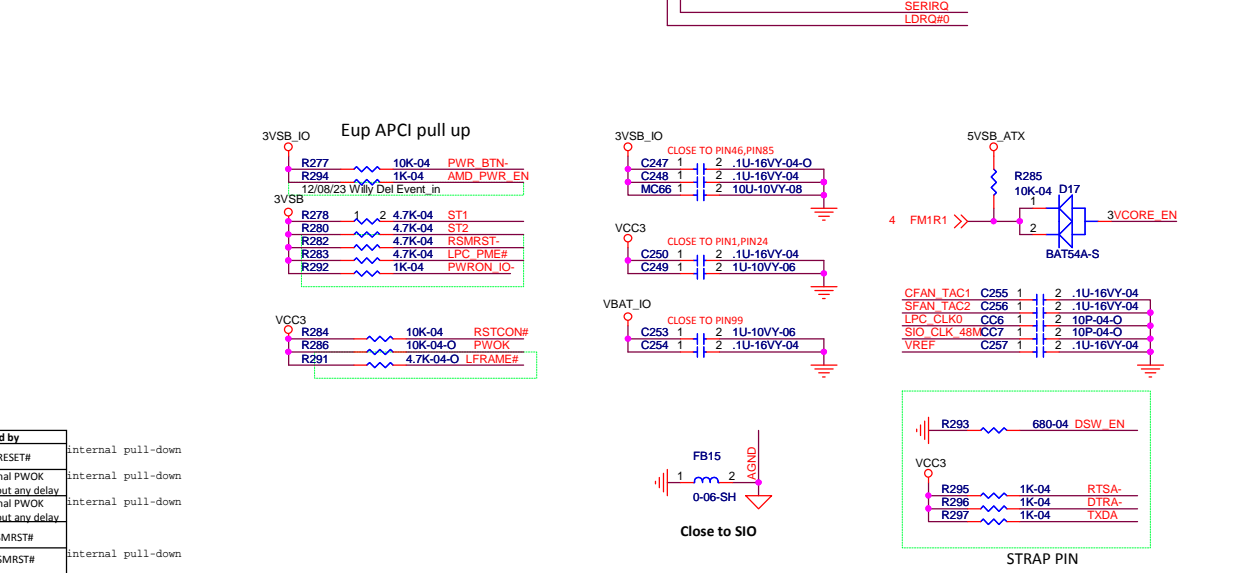 SERIRQ
LDRQ#0
Eup APCI pull up
3VSB_IO
R277 10K-04 PWR_BTN-
R294 1K-04 AMD_PWR_EN
12/08/23 Willy Del Event_in
3VSB
R278 1 2 4.7K-04 ST1
R280 4.7K-04 ST2
R282 4.7K-04 RSMRST-
R283 4.7K-04 LPC_PME#
R292 1K-04 PWRON_IO-
VCC3
R284 10K-04 RSTCON#
R286 10K-04-O PWOK
R291 4.7K-04-O LFRAME#
3VSB_IO
CLOSE TO PIN46,PIN85
C247 1 2 .1U-16VY-04-O
C248 1 2 .1U-16VY-04
MC66 1 2 10U-10VY-08
VCC3
CLOSE TO PIN1,PIN24
C250 1 2 .1U-16VY-04
C249 1 2 1U-10VY-06
VBAT_IO
CLOSE TO PIN99
C253 1 2 1U-10VY-06
C254 1 2 .1U-16VY-04
5VSB_ATX
R285
10K-04 D17
1
4 FM1R1 3 VCORE_EN
2
BAT54A-S
CFAN_TAC1 C255 1 2 .1U-16VY-04
SFAN_TAC2 C256 1 2 .1U-16VY-04
LPC_CLK0 CC6 1 2 10P-04-O
SIO_CLK_48M CC7 1 2 10P-04-O
VREF C257 1 2 .1U-16VY-04
R293 680-04 DSW_EN
VCC3
R295 1K-04 RTSA-
R296 1K-04 DTRA-
R297 1K-04 TXDA
STRAP PIN
FB15
1 2 AGND
0-06-SH
Close to SIO
d by
RESET# internal pull-down
nal PWOK internal pull-down
out any delay
nal PWOK internal pull-down
out any delay
SMRST#
SMRST# internal pull-down